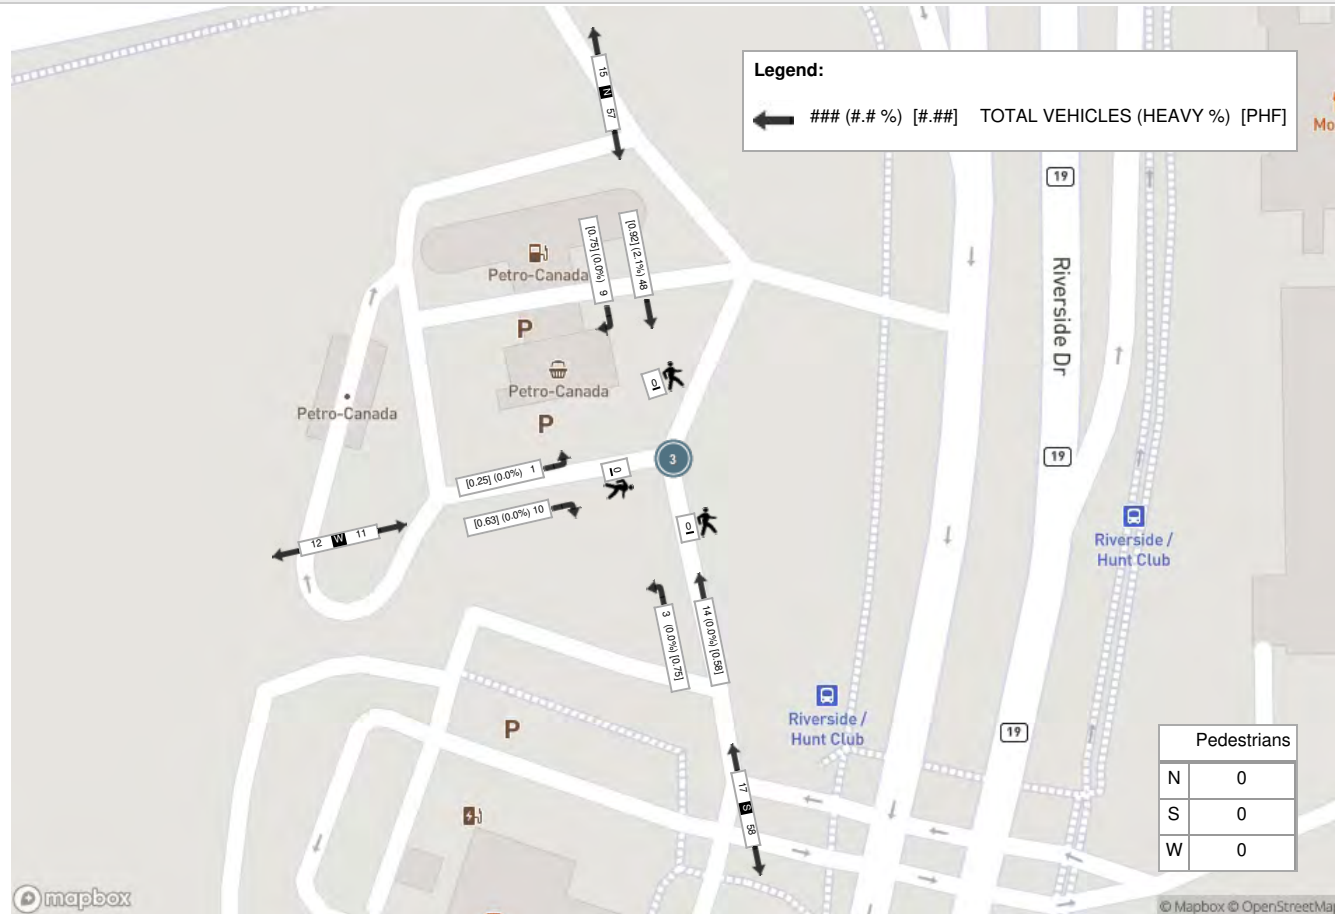 Legend:
### (#.# %) [#.##] TOTAL VEHICLES (HEAVY %) [PHF]
Mo
15 N 57
19
[0.75] (0.0%) 9
[0.92] (2.1%) 48
Petro-Canada
Riverside Dr
P
Petro-Canada
0
Petro-Canada
P
3
19
[0.25] (0.0%) 1
0
[0.63] (0.0%) 10
0
12 W 11
Riverside /
Hunt Club
3 (0.0%) [0.75]
14 (0.0%) [0.58]
Riverside /
Hunt Club
P
19
17 S 58
Pedestrians
N 0
S 0
W 0
mapbox
© Mapbox © OpenStreetMap